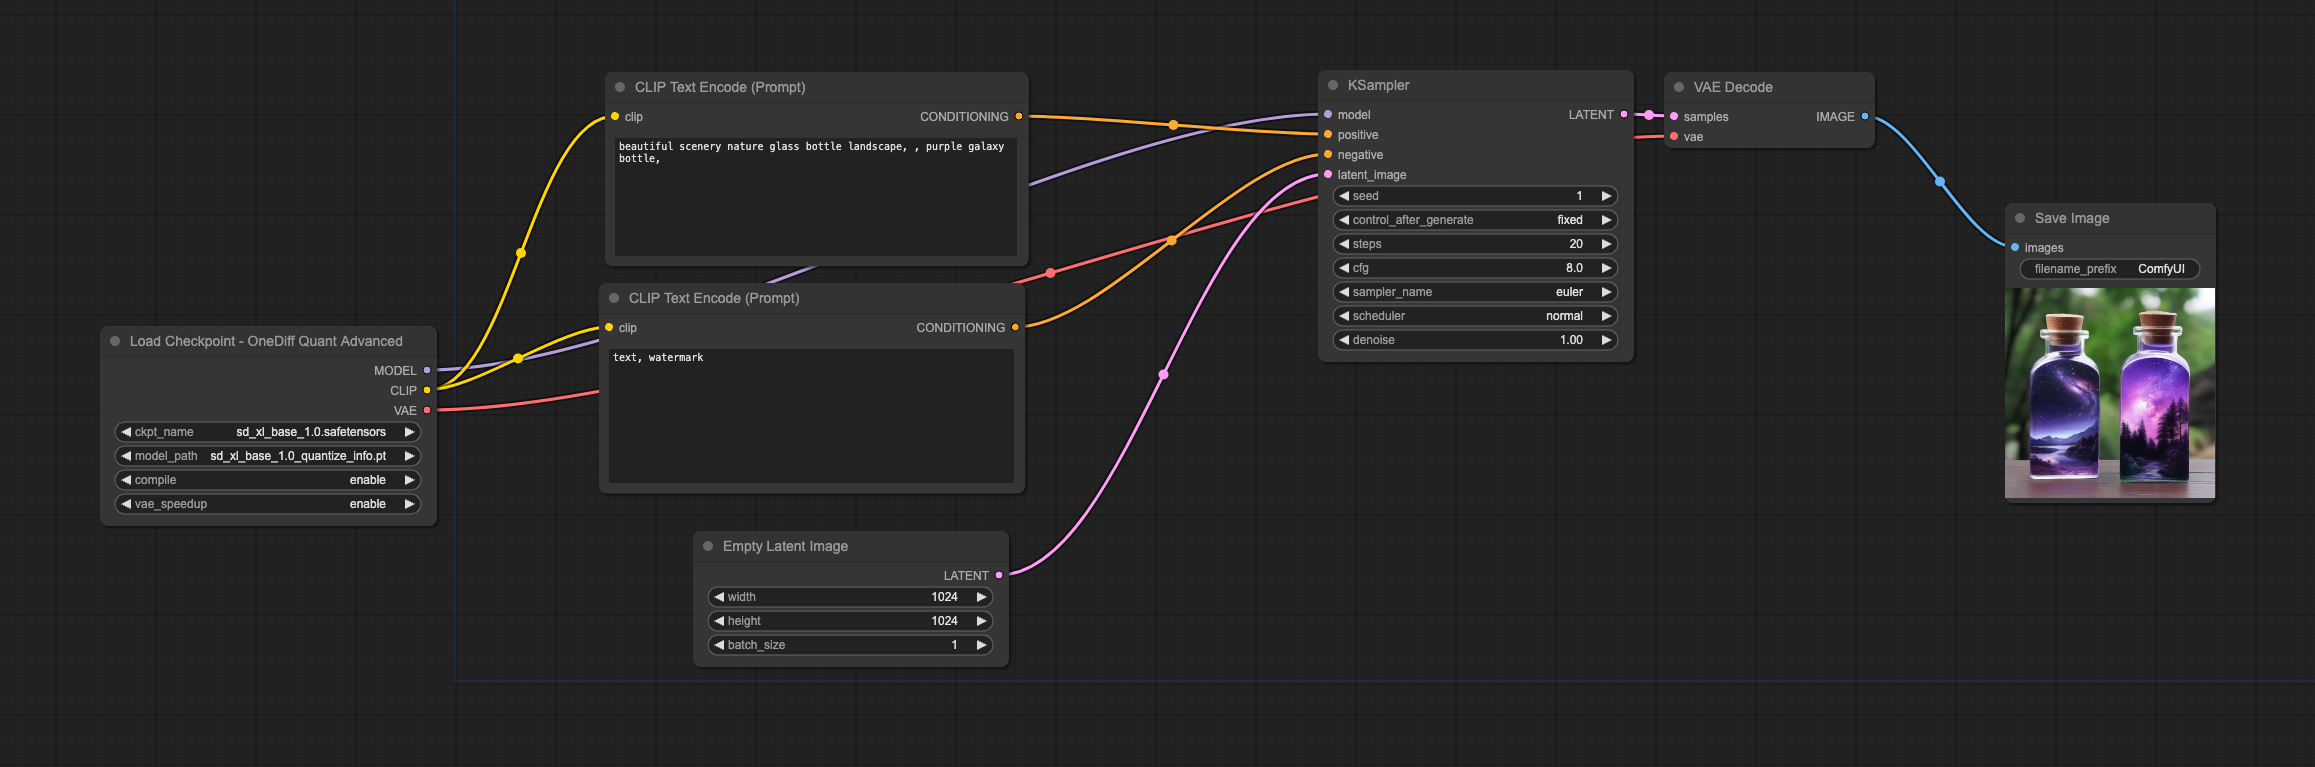 Load Checkpoint - OneDiff Quant Advanced
MODEL
CLIP
VAE
ckpt_name sd_xl_base_1.0.safetensors
model_path sd_xl_base_1.0_quantize_info.pt
compile enable
vae_speedup enable
CLIP Text Encode (Prompt)
clip CONDITIONING
beautiful scenery nature glass bottle landscape, , purple galaxy
bottle,
CLIP Text Encode (Prompt)
clip CONDITIONING
text, watermark
Empty Latent Image
LATENT
width 1024
height 1024
batch_size 1
KSampler
model LATENT
positive
negative
latent_image
seed 1
control_after_generate fixed
steps 20
cfg 8.0
sampler_name euler
scheduler normal
denoise 1.00
VAE Decode
samples IMAGE
vae
Save Image
images
filename_prefix ComfyUI